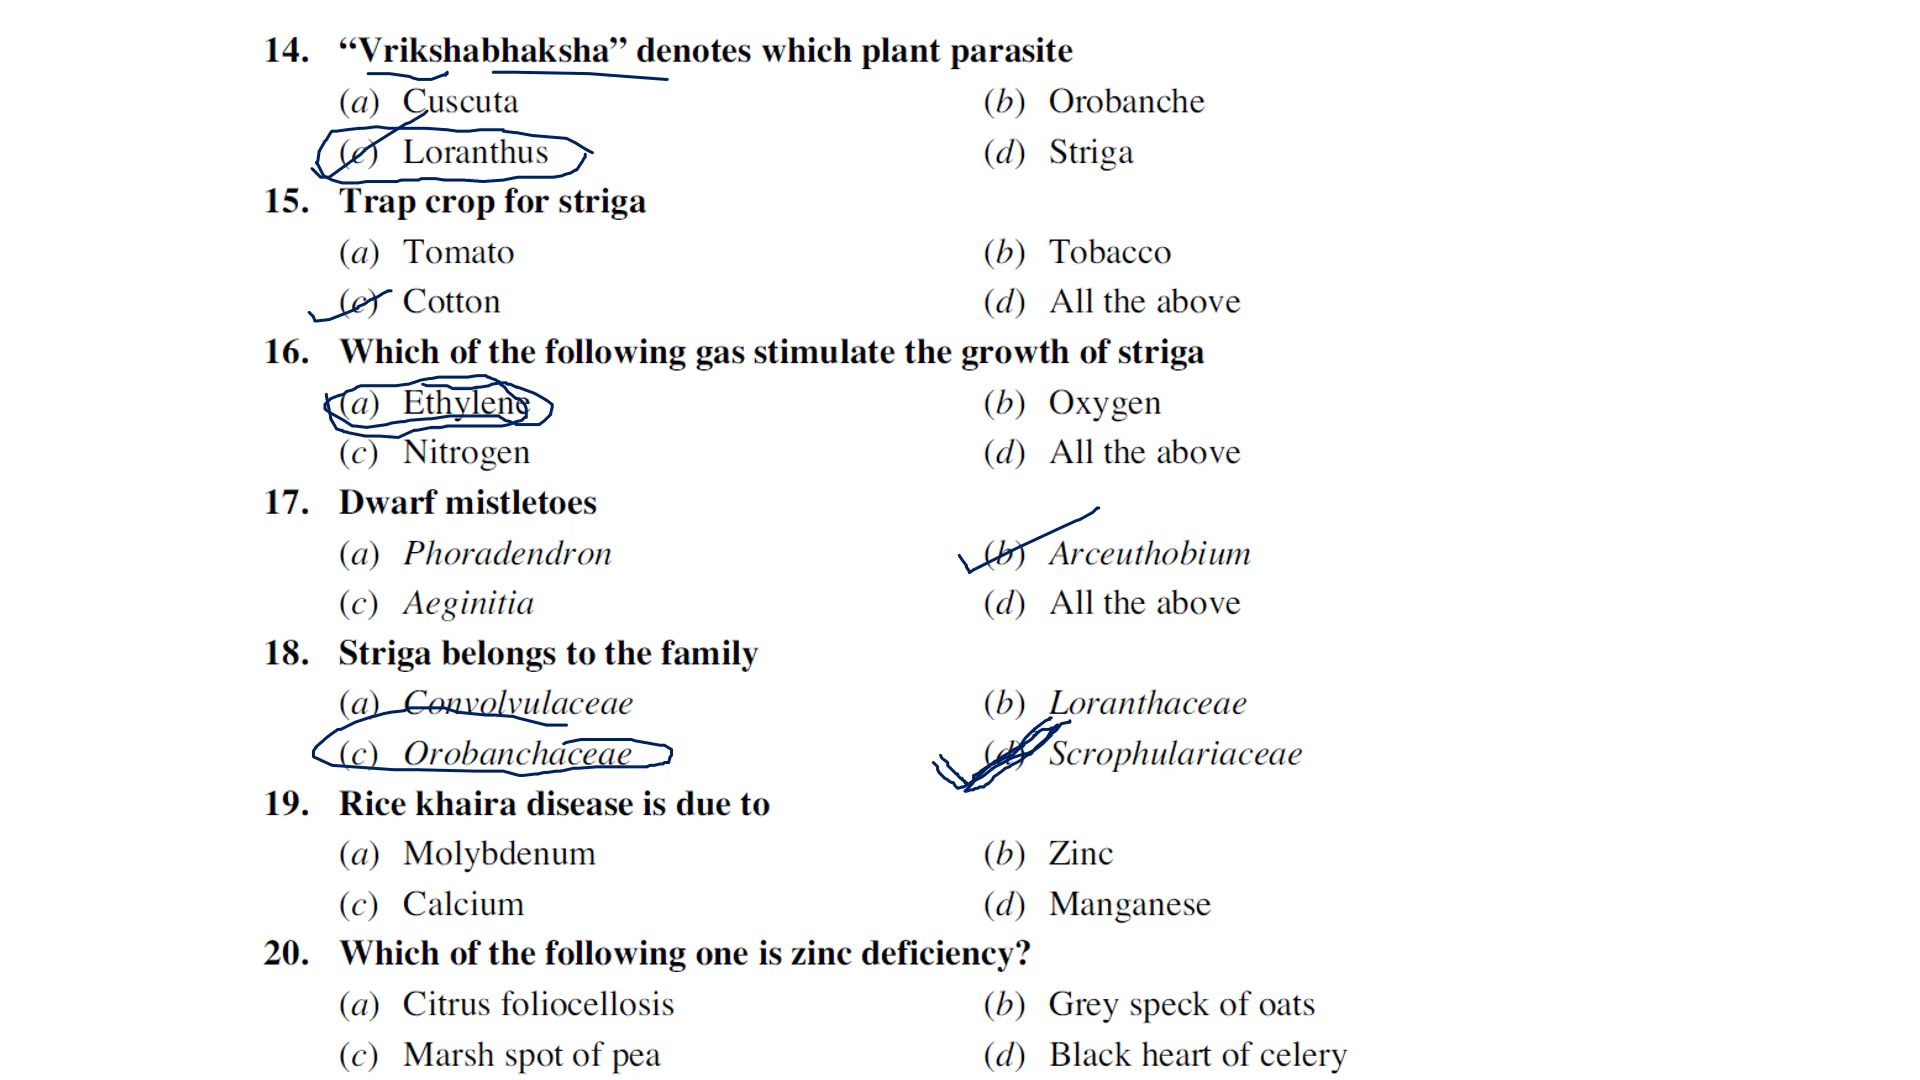 14. “Vrikshabhaksha” denotes which plant parasite
(a) Cuscuta (b) Orobanche
(c) Loranthus (d) Striga
15. Trap crop for striga
(a) Tomato (b) Tobacco
(c) Cotton (d) All the above
16. Which of the following gas stimulate the growth of striga
(a) Ethylene (b) Oxygen
(c) Nitrogen (d) All the above
17. Dwarf mistletoes
(a) Phoradendron (b) Arceuthobium
(c) Aeginitia (d) All the above
18. Striga belongs to the family
(a) Convolvulaceae (b) Loranthaceae
(c) Orobanchaceae (d) Scrophulariaceae
19. Rice khaira disease is due to
(a) Molybdenum (b) Zinc
(c) Calcium (d) Manganese
20. Which of the following one is zinc deficiency?
(a) Citrus foliocellosis (b) Grey speck of oats
(c) Marsh spot of pea (d) Black heart of celery